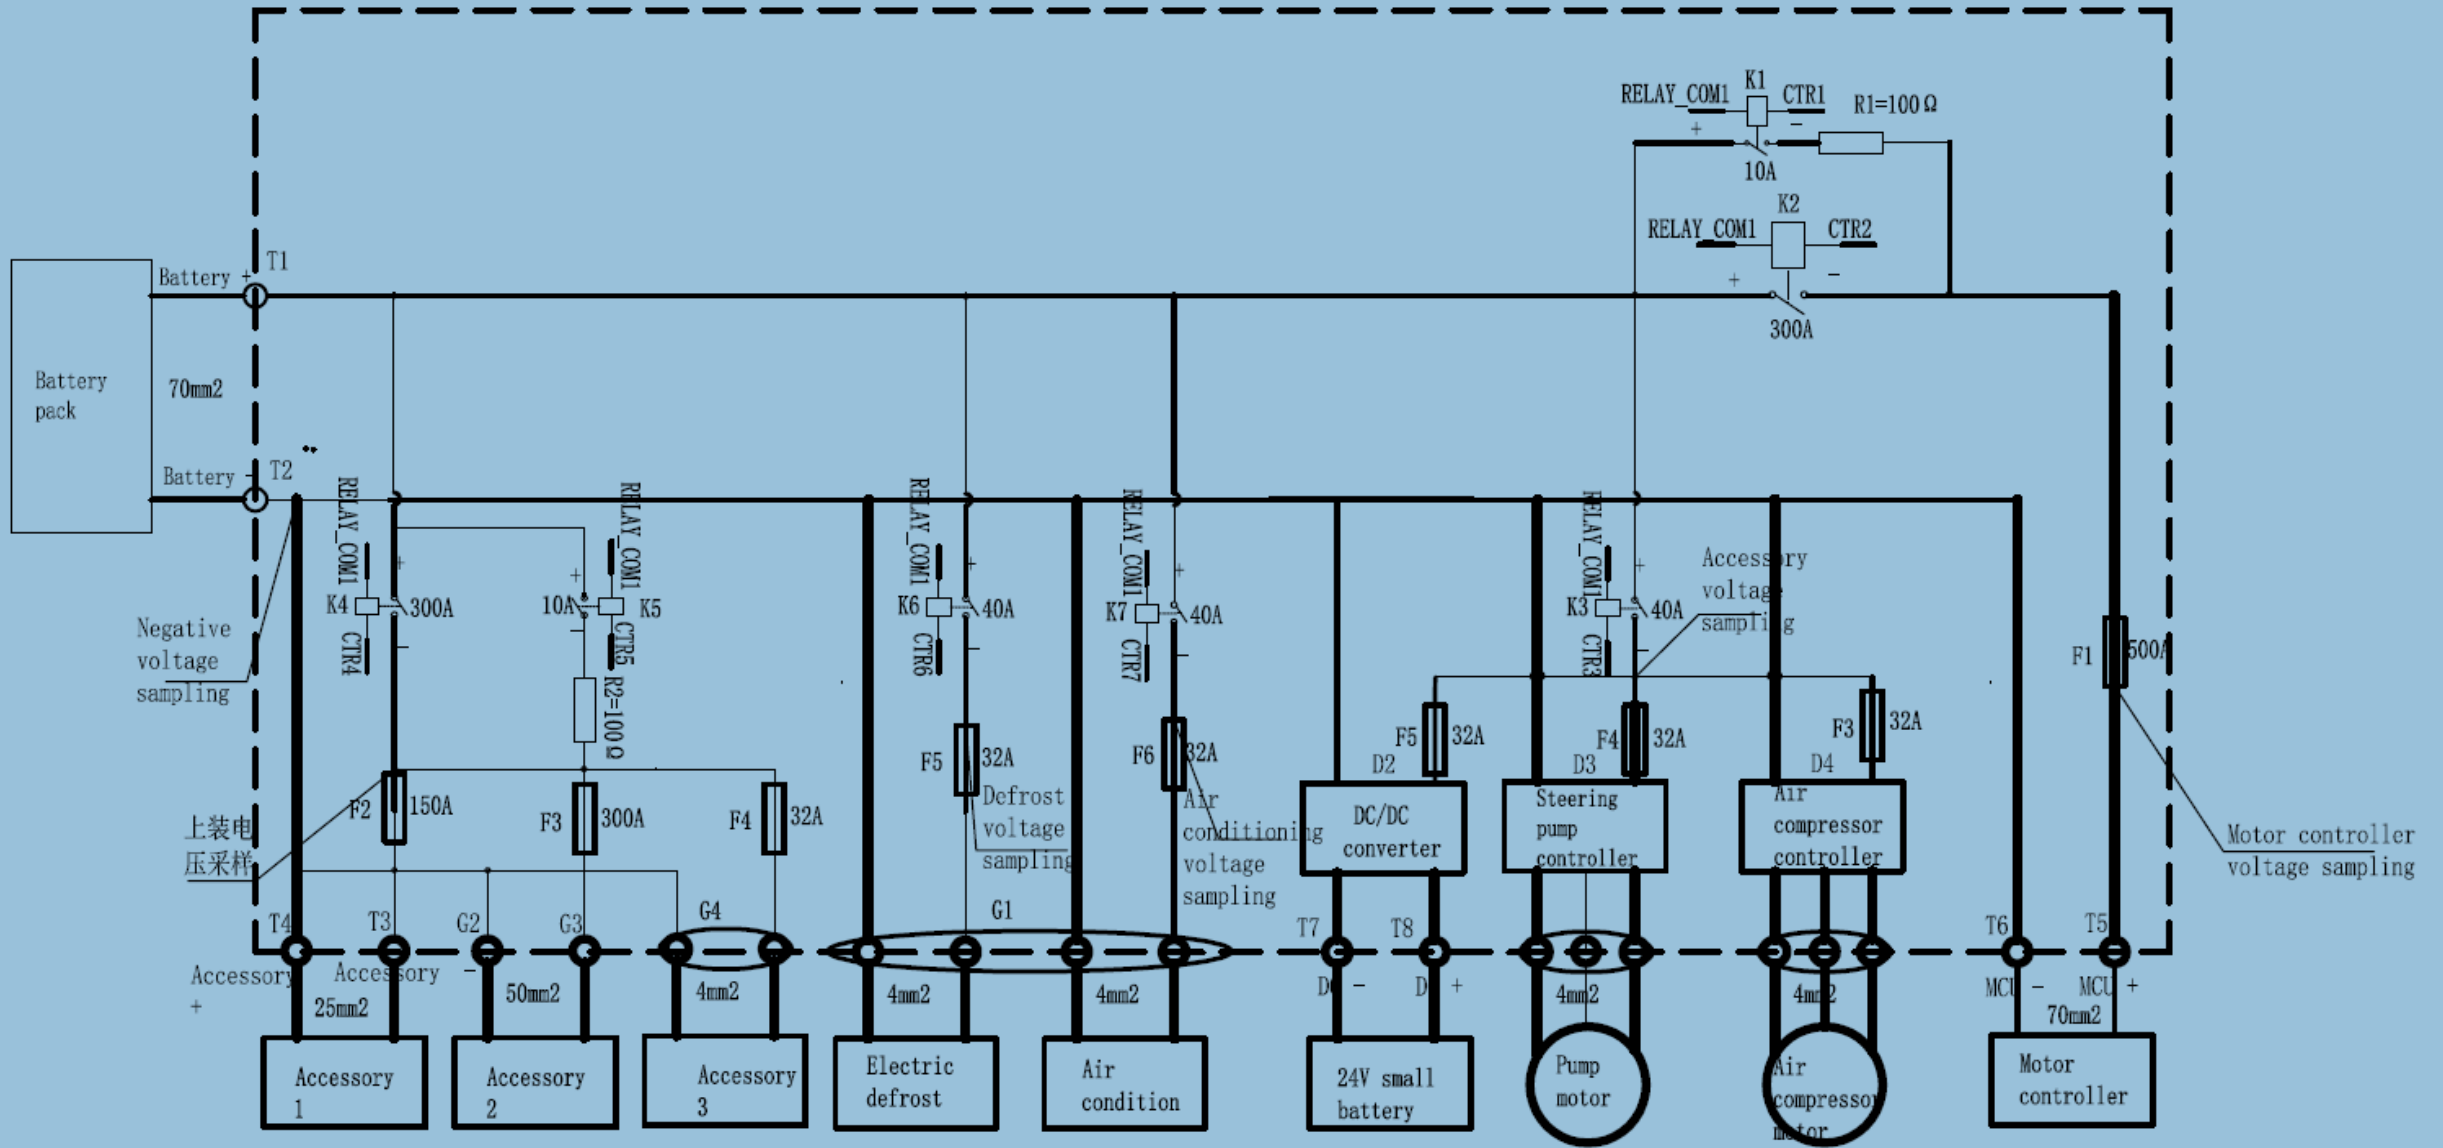 K1
RELAY_COM1
CTR1
R1=100Ω
+
−
10A
K2
RELAY_COM1
CTR2
+
−
300A
Battery +
T1
Battery
pack
70mm2
Battery −
T2
RELAY_COM1
K4
300A
CTR4
+
−
RELAY_COM1
+
10A
K5
−
CTR5
R2=100Ω
RELAY_COM1
+
K6
40A
CTR6
−
RELAY_COM1
+
K7
40A
CTR7
−
RELAY_COM1
+
K3
40A
CTR3
−
Accessory
voltage
sampling
Negative
voltage
sampling
F1
500A
F2
150A
F3
300A
F4
32A
F5
32A
F6
32A
F5
32A
F4
32A
F3
32A
D2
D3
D4
上装电
压采样
Defrost
voltage
sampling
Air
conditioning
voltage
sampling
DC/DC
converter
Steering
pump
controller
Air
compressor
controller
Motor controller
voltage sampling
T4
T3
G2
G3
G4
G1
T7
T8
T6
T5
Accessory
+
Accessory −
25mm2
50mm2
4mm2
4mm2
4mm2
−
+
4mm2
4mm2
MCU −
MCU +
70mm2
Accessory
1
Accessory
2
Accessory
3
Electric
defrost
Air
condition
24V small
battery
Pump
motor
Air
compressor
motor
Motor
controller